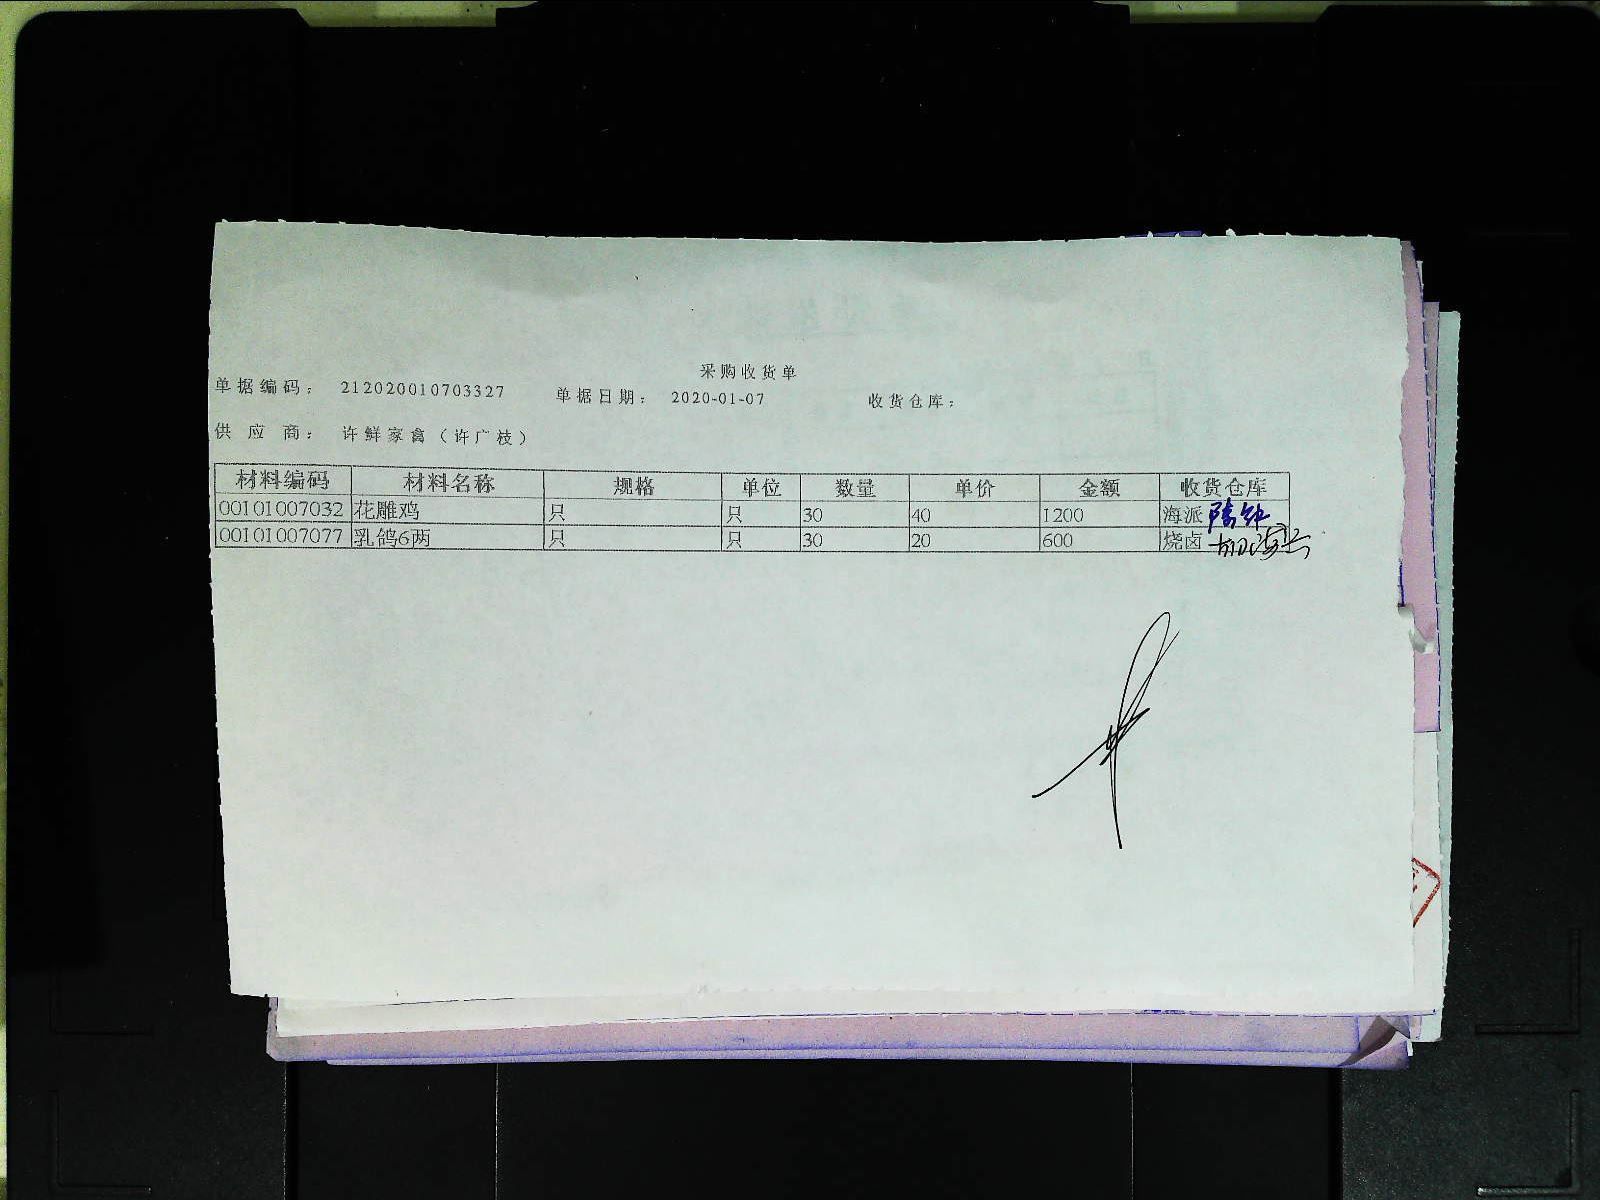 采购收货单
单据编码： 212020010703327 单据日期： 2020-01-07 收货仓库：
供应商： 许鲜家禽（许广枝）
材料编码 材料名称 规格 单位 数量 单价 金额 收货仓库
00101007032 花雕鸡 只 只 30 40 1200 海派
00101007077 乳鸽6两 只 只 30 20 600 烧卤